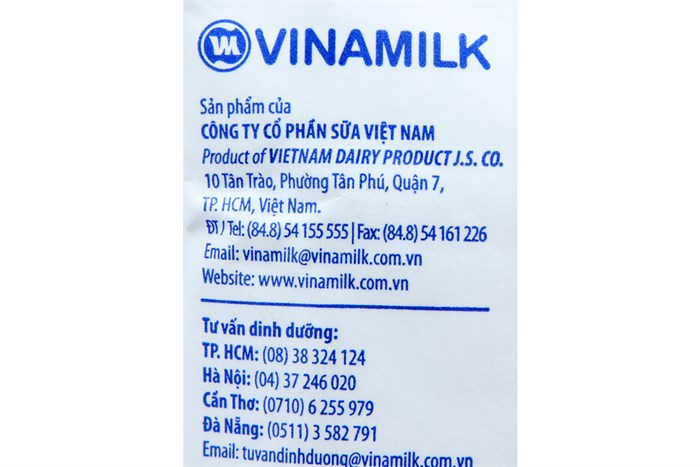 VM VINAMILK
Sản phẩm của
CÔNG TY CỔ PHẦN SỮA VIỆT NAM
Product of VIETNAM DAIRY PRODUCT J.S. CO.
10 Tân Trào, Phường Tân Phú, Quận 7,
TP. HCM, Việt Nam.
ĐT / Tel: (84.8) 54 155 555 | Fax: (84.8) 54 161 226
Email: vinamilk@vinamilk.com.vn
Website: www.vinamilk.com.vn
Tư vấn dinh dưỡng:
TP. HCM: (08) 38 324 124
Hà Nội: (04) 37 246 020
Cần Thơ: (0710) 6 255 979
Đà Nẵng: (0511) 3 582 791
Email: tuvandinhduong@vinamilk.com.vn